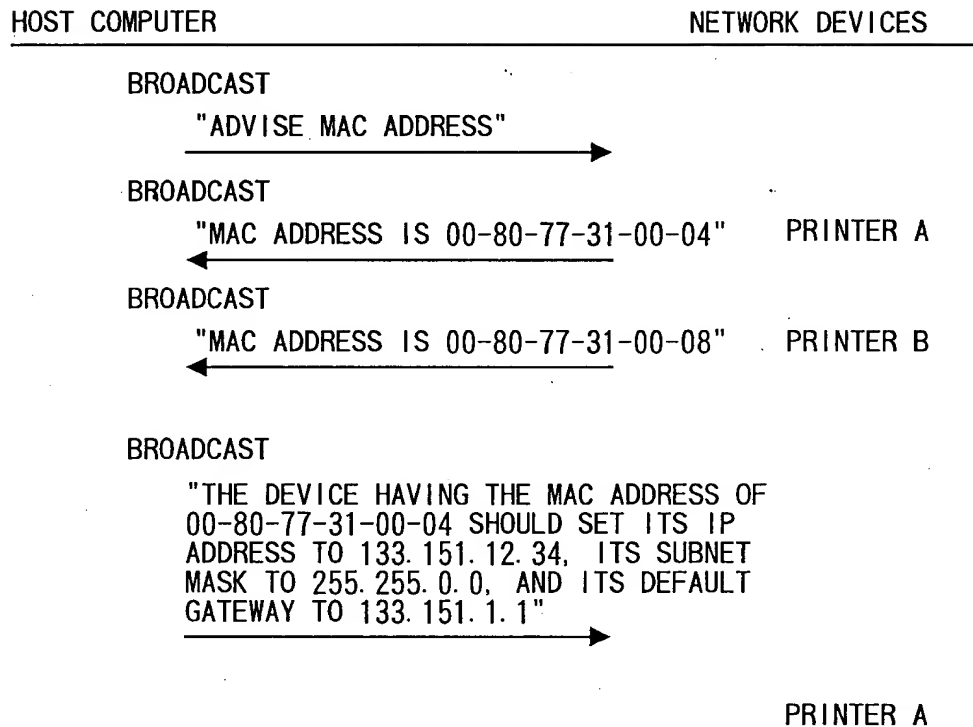 HOST COMPUTER NETWORK DEVICES
BROADCAST
"ADVISE MAC ADDRESS"
BROADCAST
"MAC ADDRESS IS 00-80-77-31-00-04" PRINTER A
BROADCAST
"MAC ADDRESS IS 00-80-77-31-00-08" PRINTER B
BROADCAST
"THE DEVICE HAVING THE MAC ADDRESS OF
00-80-77-31-00-04 SHOULD SET ITS IP
ADDRESS TO 133.151.12.34, ITS SUBNET
MASK TO 255.255.0.0, AND ITS DEFAULT
GATEWAY TO 133.151.1.1"
PRINTER A